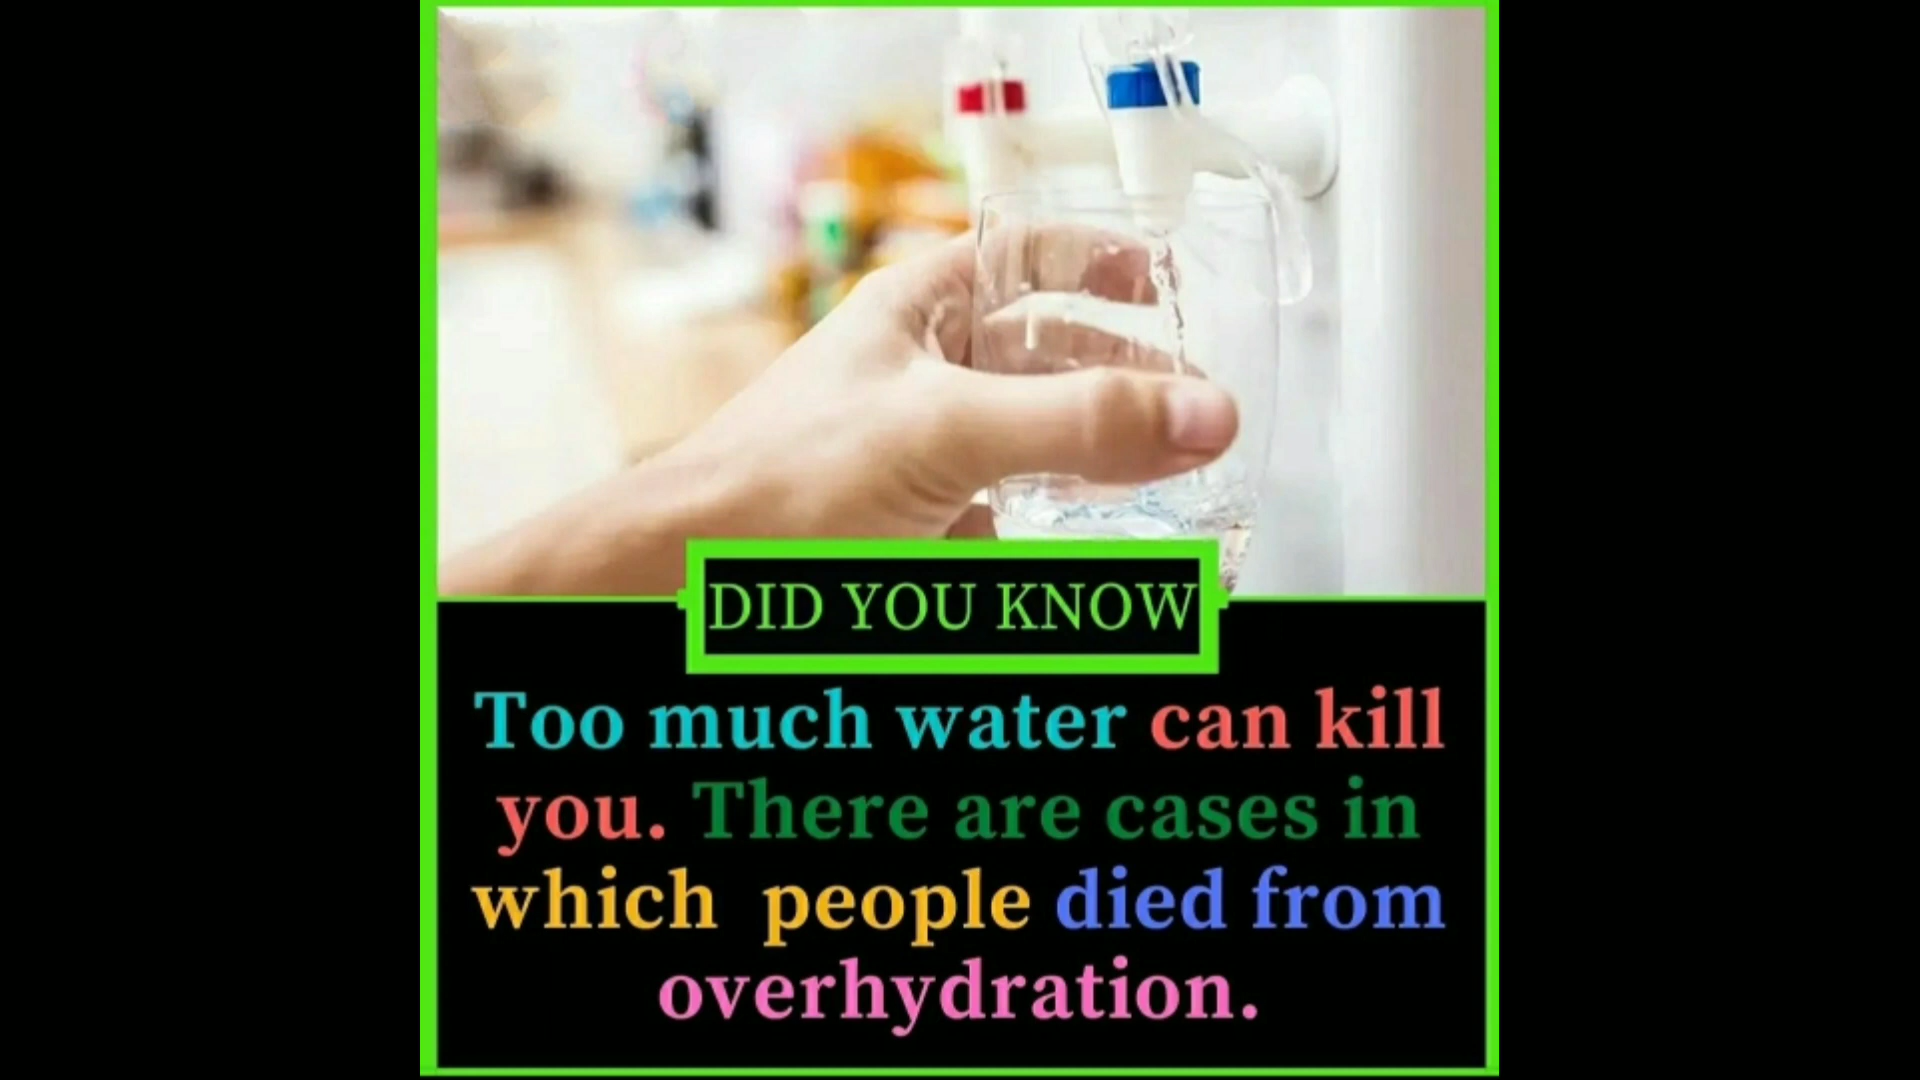 DID YOU KNOW
Too much water can kill
you. There are cases in
which people died from
overhydration.